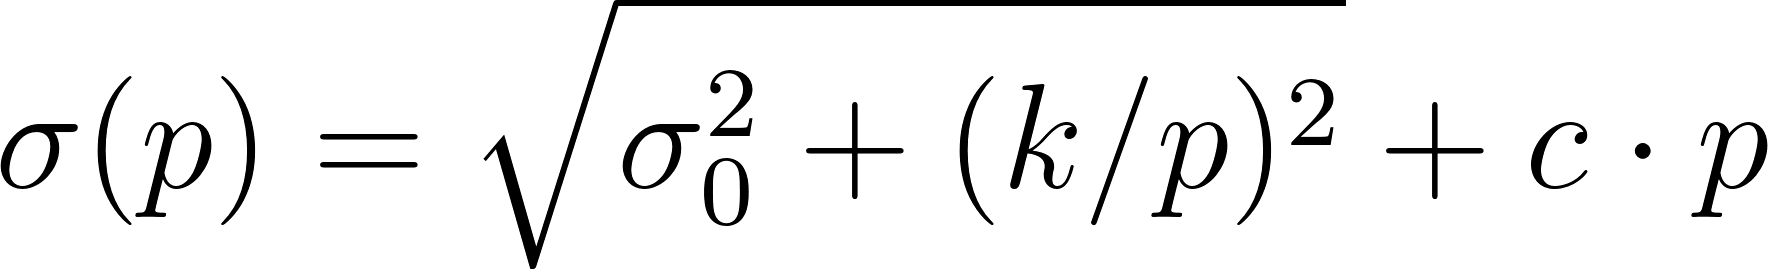 σ(p) = √(σ₀² + (k/p)²) + c · p